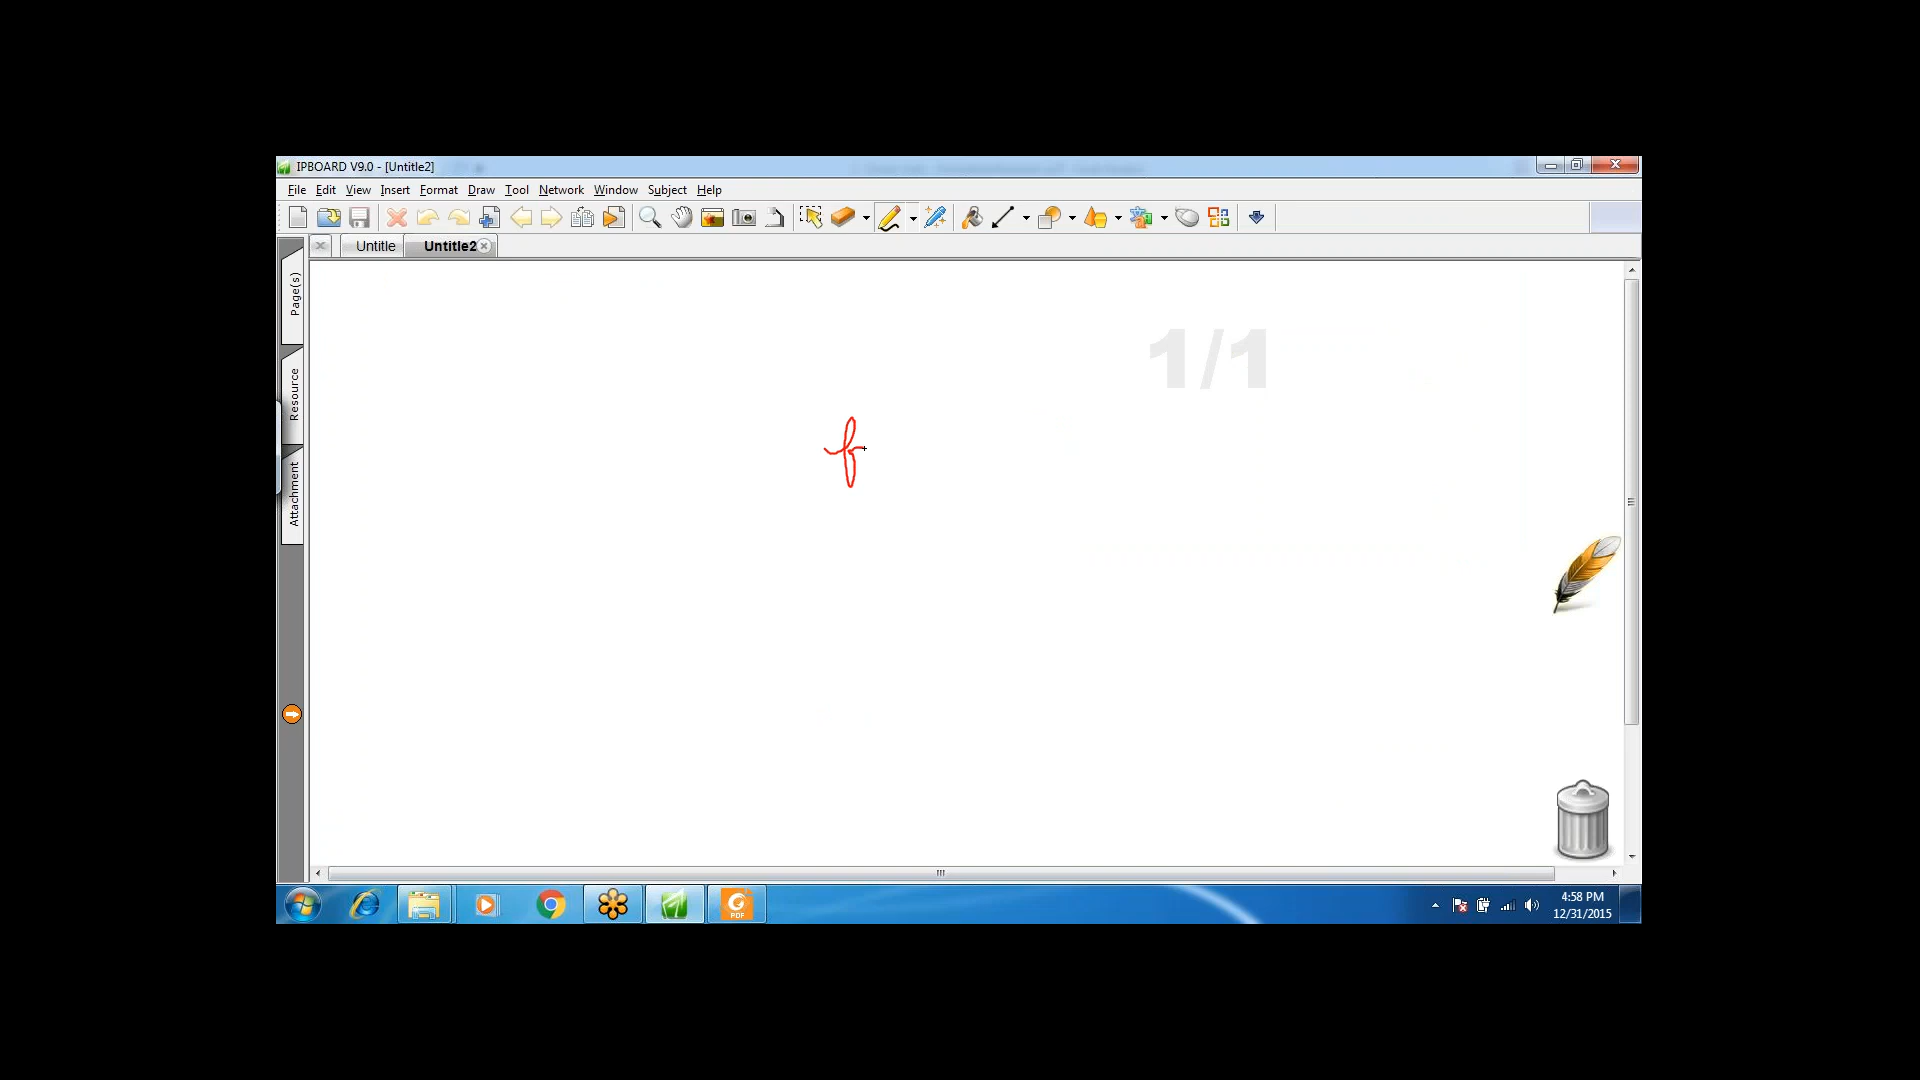 IPBOARD V9.0 - [Untitle2]
File Edit View Insert Format Draw Tool Network Window Subject Help
Untitle Untitle2
Page(s)
Resource
Attachment
1/1
f
PDF
4:58 PM
12/31/2015